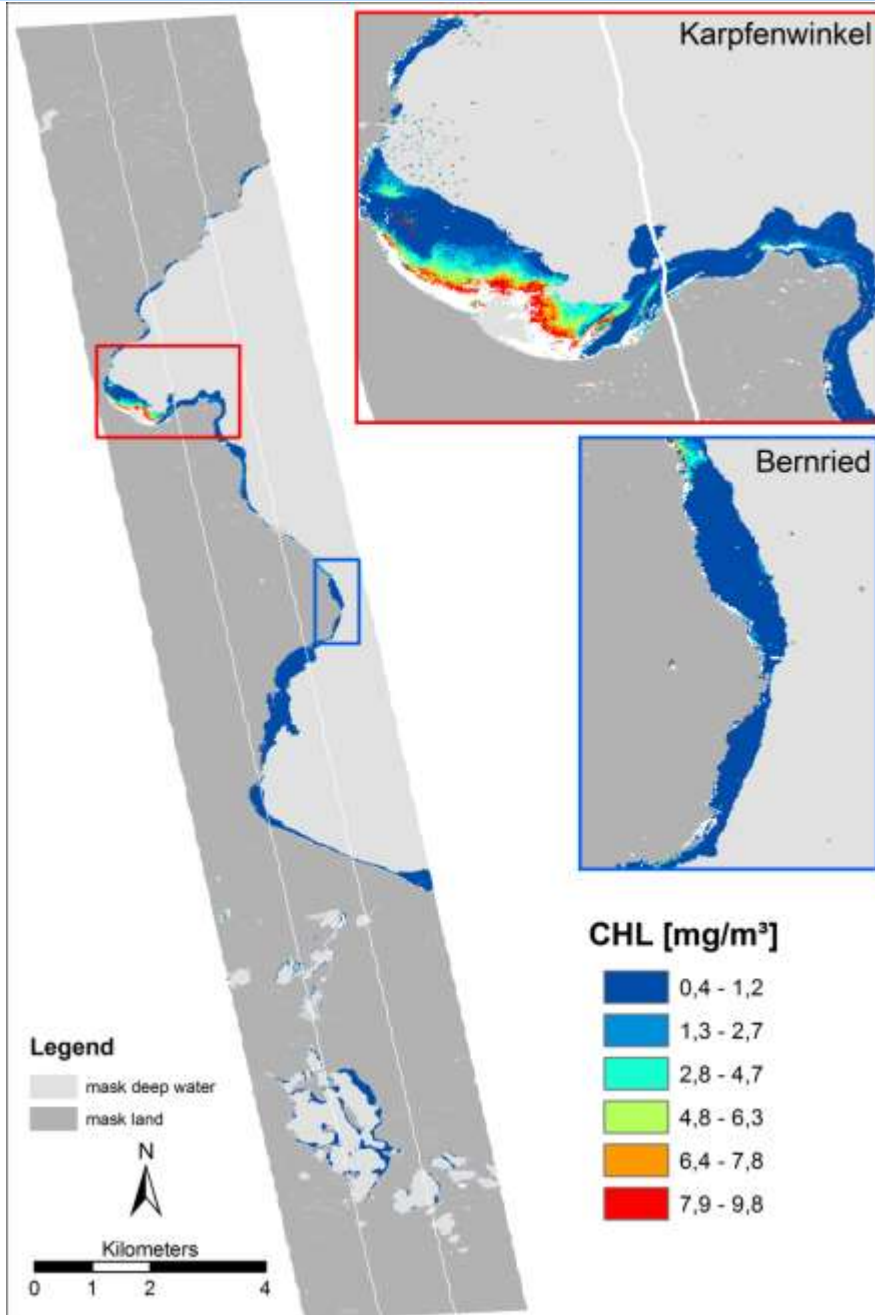 Karpfenwinkel
Bernried
CHL [mg/m³]
0,4 - 1,2
1,3 - 2,7
2,8 - 4,7
4,8 - 6,3
6,4 - 7,8
7,9 - 9,8
Legend
mask deep water
mask land
N
Kilometers
0 1 2 4